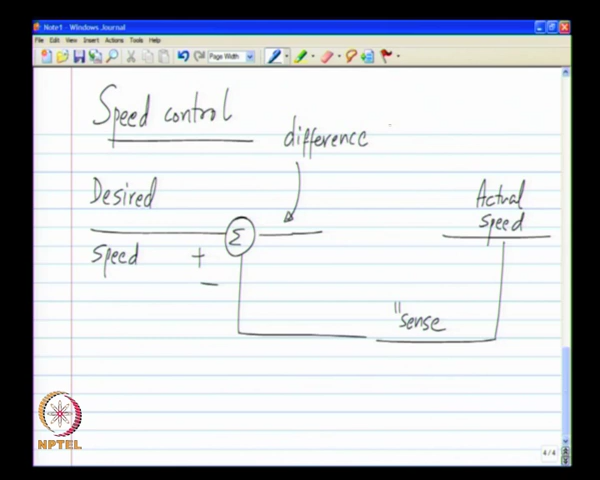 Note1 - Windows Journal
File Edit View Insert Actions Tools Help
Page Width
Speed control
difference
Desired
Actual
speed
Σ
speed
+
−
"sense
NPTEL
4/4